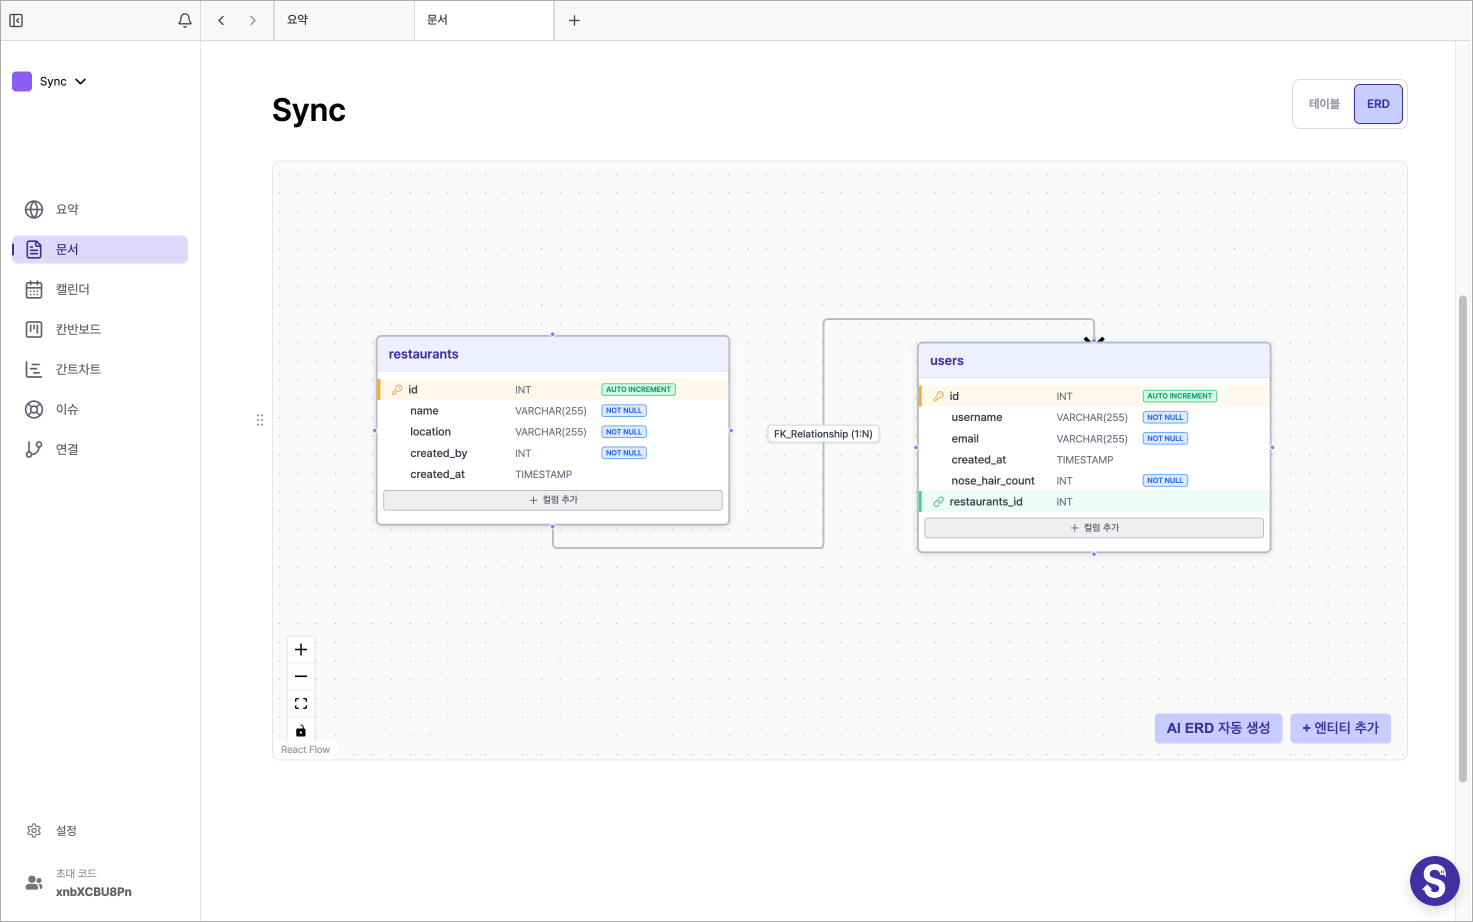 요약
문서
Sync
요약
문서
캘린더
칸반보드
간트차트
이슈
연결
설정
초대 코드
xnbXCBU8Pn
Sync
테이블
ERD
restaurants
id INT AUTO INCREMENT
name VARCHAR(255) NOT NULL
location VARCHAR(255) NOT NULL
created_by INT NOT NULL
created_at TIMESTAMP
+ 컬럼 추가
FK_Relationship (1:N)
users
id INT AUTO INCREMENT
username VARCHAR(255) NOT NULL
email VARCHAR(255) NOT NULL
created_at TIMESTAMP
nose_hair_count INT NOT NULL
restaurants_id INT
+ 컬럼 추가
React Flow
AI ERD 자동 생성
+ 엔티티 추가
S